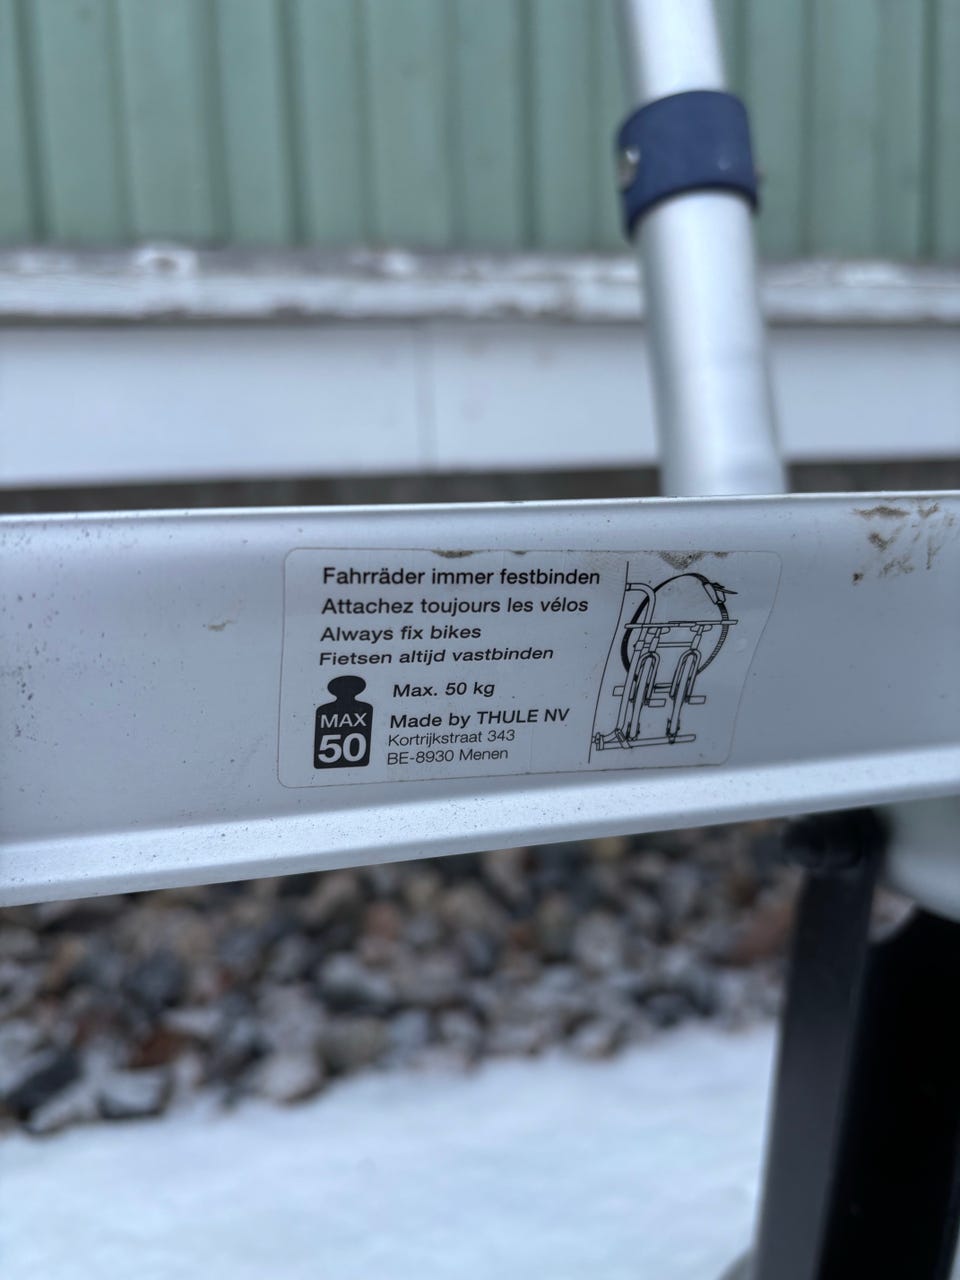 Fahrräder immer festbinden
Attachez toujours les vélos
Always fix bikes
Fietsen altijd vastbinden
Max. 50 kg
MAX
50
Made by THULE NV
Kortrijkstraat 343
BE-8930 Menen